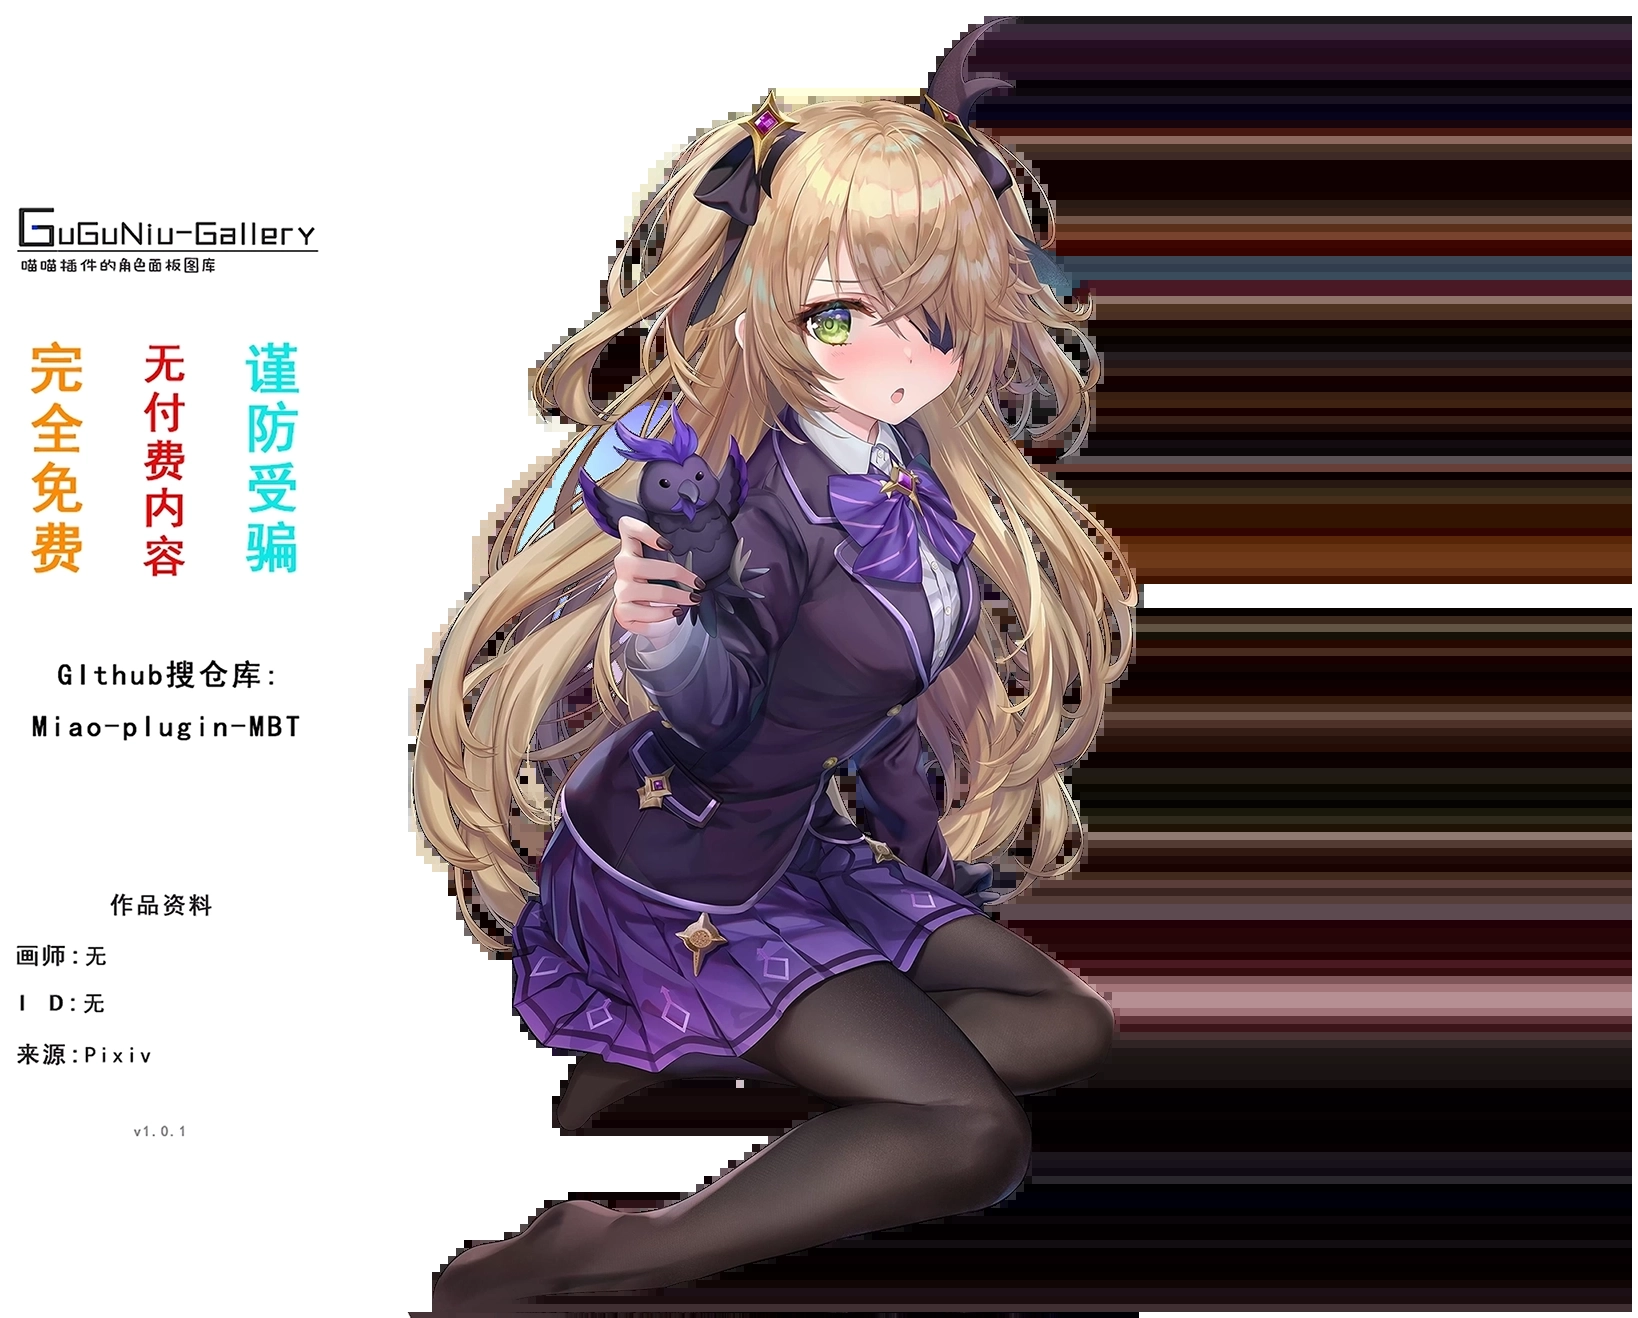 GuGuNiu-Gallery
喵喵插件的角色面板图库
完全免费
无付费内容
谨防受骗
GIthub搜仓库:
Miao-plugin-MBT
作品资料
画师:无
I D:无
来源:Pixiv
v1.0.1